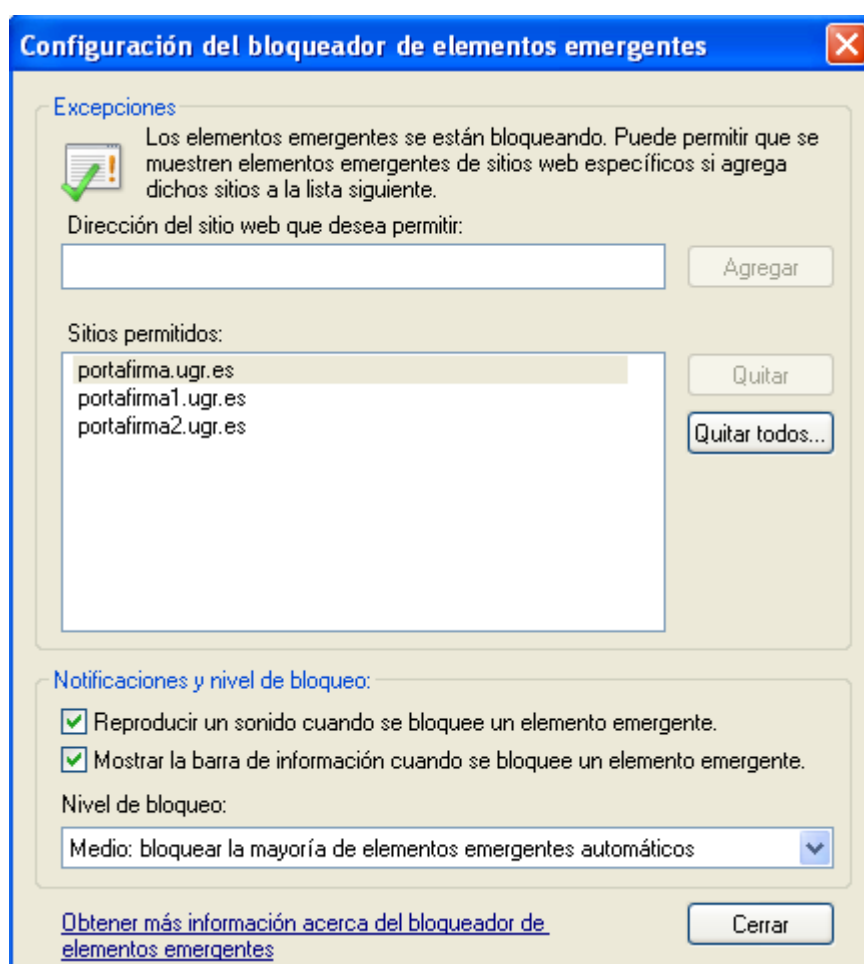 Configuración del bloqueador de elementos emergentes
Excepciones
Los elementos emergentes se están bloqueando. Puede permitir que se
muestren elementos emergentes de sitios web específicos si agrega
dichos sitios a la lista siguiente.
Dirección del sitio web que desea permitir:
Agregar
Sitios permitidos:
portafirma.ugr.es
portafirma1.ugr.es
portafirma2.ugr.es
Quitar
Quitar todos...
Notificaciones y nivel de bloqueo:
Reproducir un sonido cuando se bloquee un elemento emergente.
Mostrar la barra de información cuando se bloquee un elemento emergente.
Nivel de bloqueo:
Medio: bloquear la mayoría de elementos emergentes automáticos
Obtener más información acerca del bloqueador de
elementos emergentes
Cerrar